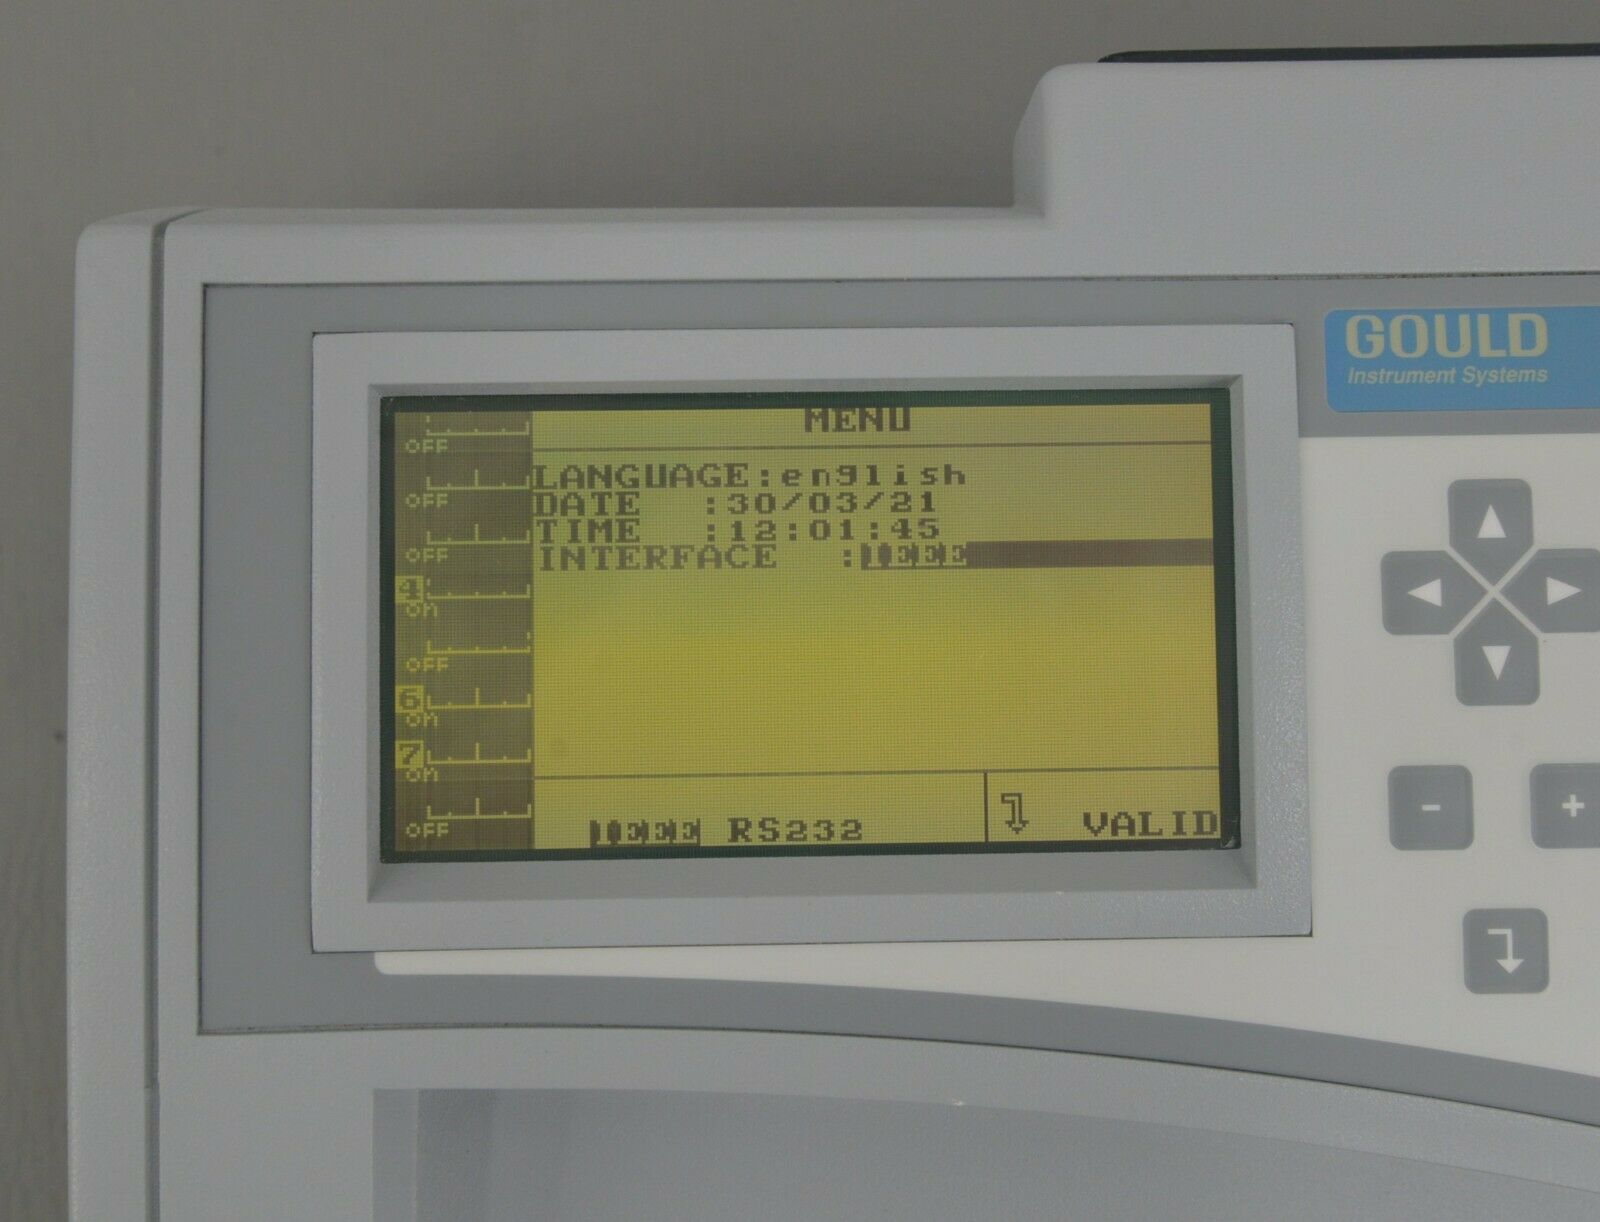 GOULD
Instrument Systems
MENU
LANGUAGE:english
DATE :30/03/21
TIME :12:01:45
INTERFACE :IEEE
OFF
OFF
OFF
4
on
OFF
6
on
7
on
OFF
IEEE RS232
VALID
-
+